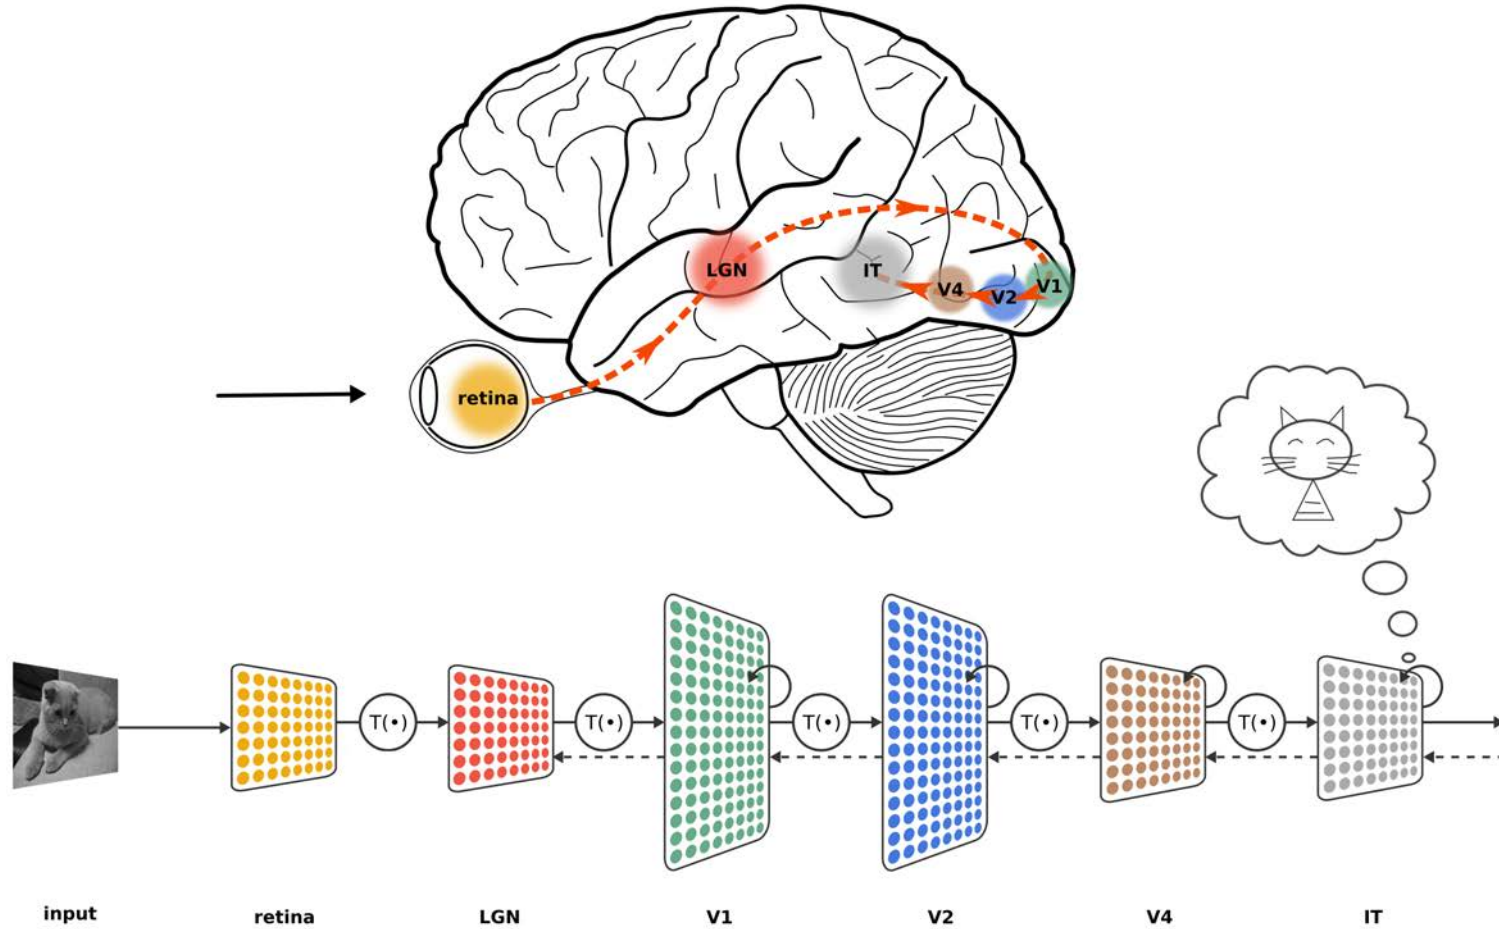 LGN
IT
V4
V2
V1
retina
T(•)
T(•)
T(•)
T(•)
T(•)
input
retina
LGN
V1
V2
V4
IT